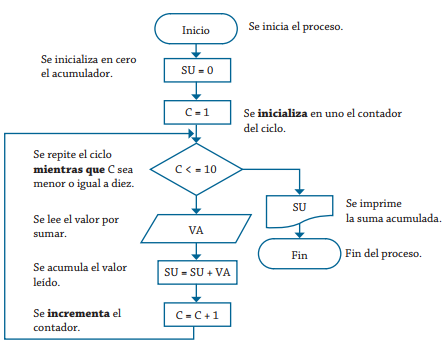 Inicio
Se inicia el proceso.
Se inicializa en cero
el acumulador.
SU = 0
C = 1
Se inicializa en uno el contador
del ciclo.
Se repite el ciclo
mientras que C sea
menor o igual a diez.
C < = 10
SU
Se imprime
la suma acumulada.
Se lee el valor por
sumar.
VA
Fin
Fin del proceso.
Se acumula el valor
leído.
SU = SU + VA
Se incrementa el
contador.
C = C + 1